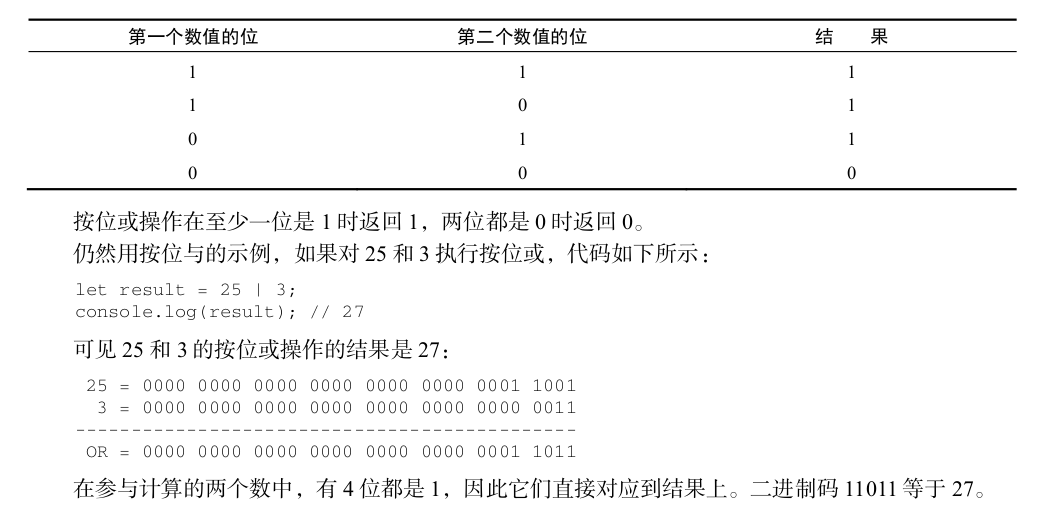 第一个数值的位 第二个数值的位 结 果
1 1 1
1 0 1
0 1 1
0 0 0
按位或操作在至少一位是 1 时返回 1，两位都是 0 时返回 0。
仍然用按位与的示例，如果对 25 和 3 执行按位或，代码如下所示：
let result = 25 | 3;
console.log(result); // 27
可见 25 和 3 的按位或操作的结果是 27：
25 = 0000 0000 0000 0000 0000 0000 0001 1001
3 = 0000 0000 0000 0000 0000 0000 0000 0011
---------------------------------------------
OR = 0000 0000 0000 0000 0000 0000 0001 1011
在参与计算的两个数中，有 4 位都是 1，因此它们直接对应到结果上。二进制码 11011 等于 27。